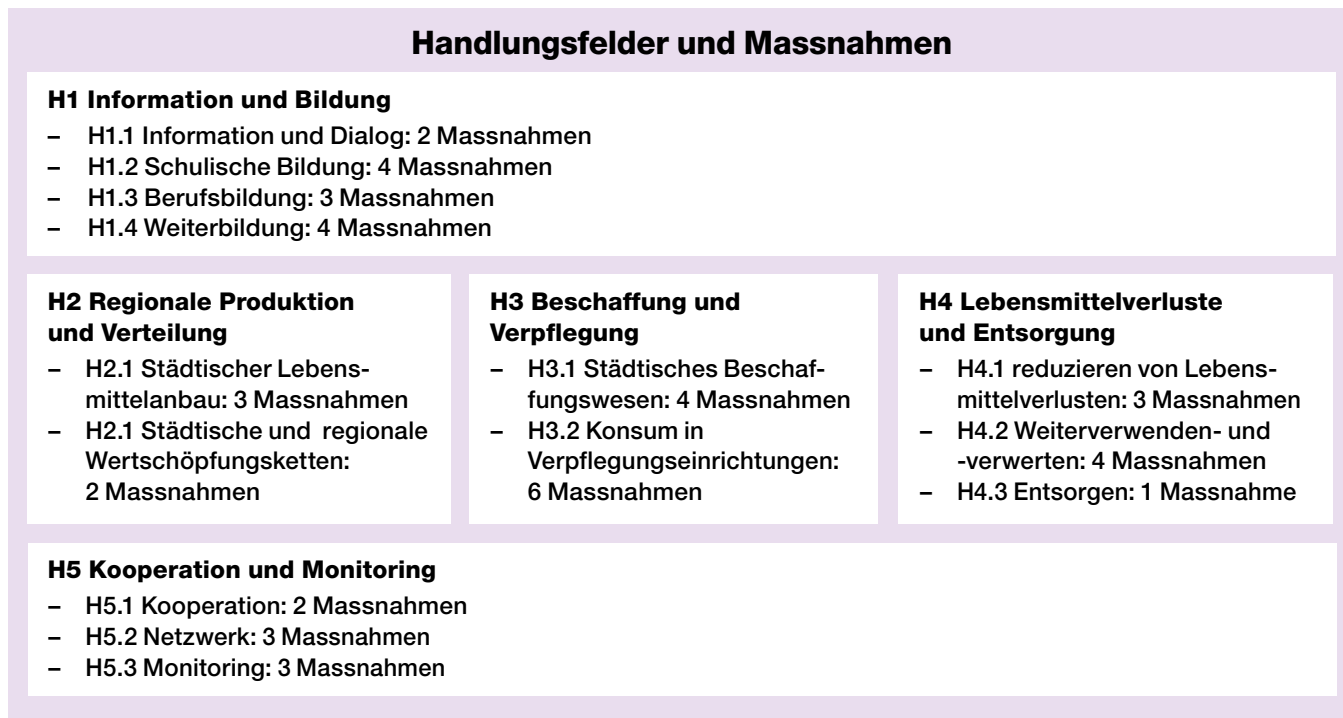 Handlungsfelder und Massnahmen
H1 Information und Bildung
– H1.1 Information und Dialog: 2 Massnahmen
– H1.2 Schulische Bildung: 4 Massnahmen
– H1.3 Berufsbildung: 3 Massnahmen
– H1.4 Weiterbildung: 4 Massnahmen
H2 Regionale Produktion
und Verteilung
– H2.1 Städtischer Lebens-
mittelanbau: 3 Massnahmen
– H2.1 Städtische und regionale
Wertschöpfungsketten:
2 Massnahmen
H3 Beschaffung und
Verpflegung
– H3.1 Städtisches Beschaf-
fungswesen: 4 Massnahmen
– H3.2 Konsum in
Verpflegungseinrichtungen:
6 Massnahmen
H4 Lebensmittelverluste
und Entsorgung
– H4.1 reduzieren von Lebens-
mittelverlusten: 3 Massnahmen
– H4.2 Weiterverwenden- und
-verwerten: 4 Massnahmen
– H4.3 Entsorgen: 1 Massnahme
H5 Kooperation und Monitoring
– H5.1 Kooperation: 2 Massnahmen
– H5.2 Netzwerk: 3 Massnahmen
– H5.3 Monitoring: 3 Massnahmen